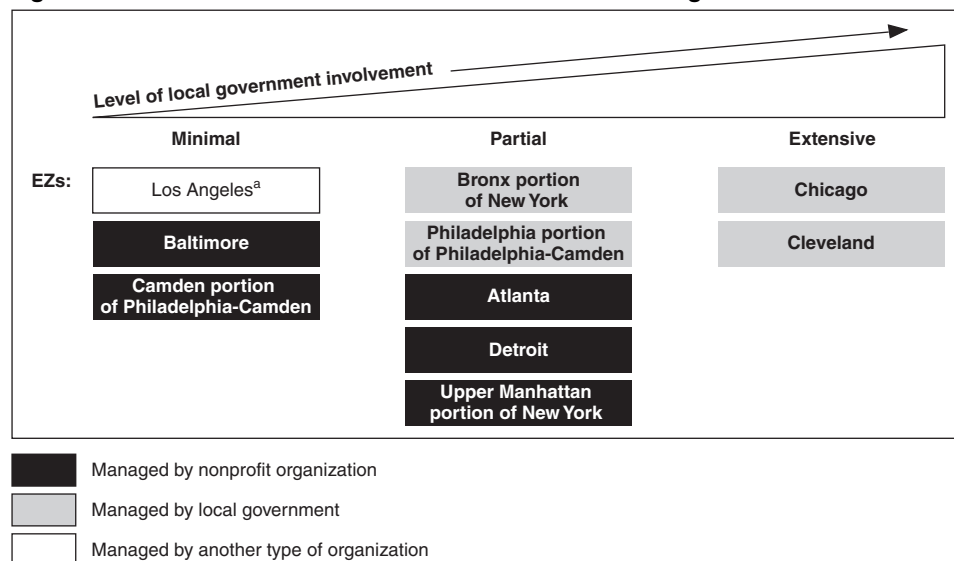 Level of local government involvement
Minimal
Partial
Extensive
EZs:
Los Angelesa
Bronx portion
of New York
Chicago
Baltimore
Philadelphia portion
of Philadelphia-Camden
Cleveland
Camden portion
of Philadelphia-Camden
Atlanta
Detroit
Upper Manhattan
portion of New York
Managed by nonprofit organization
Managed by local government
Managed by another type of organization